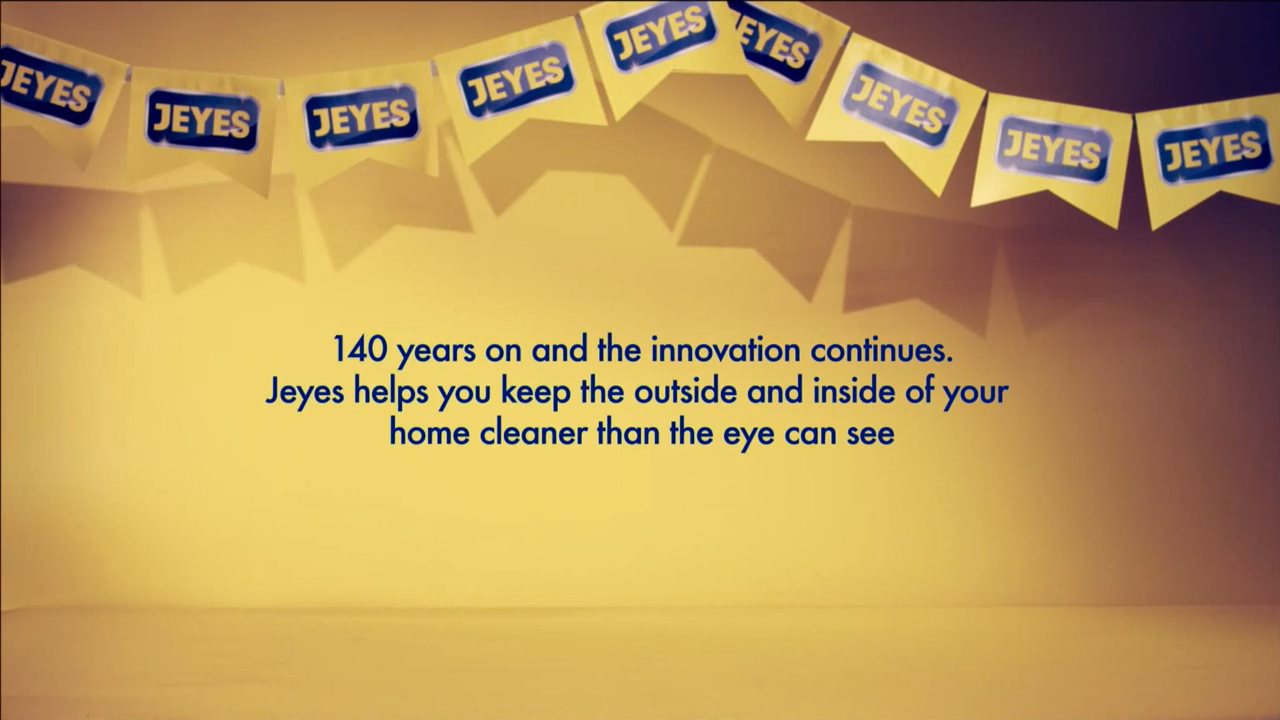 JEYES
JEYES
JEYES
JEYES
JEYES
JEYES
JEYES
JEYES
JEYES
140 years on and the innovation continues.
Jeyes helps you keep the outside and inside of your
home cleaner than the eye can see